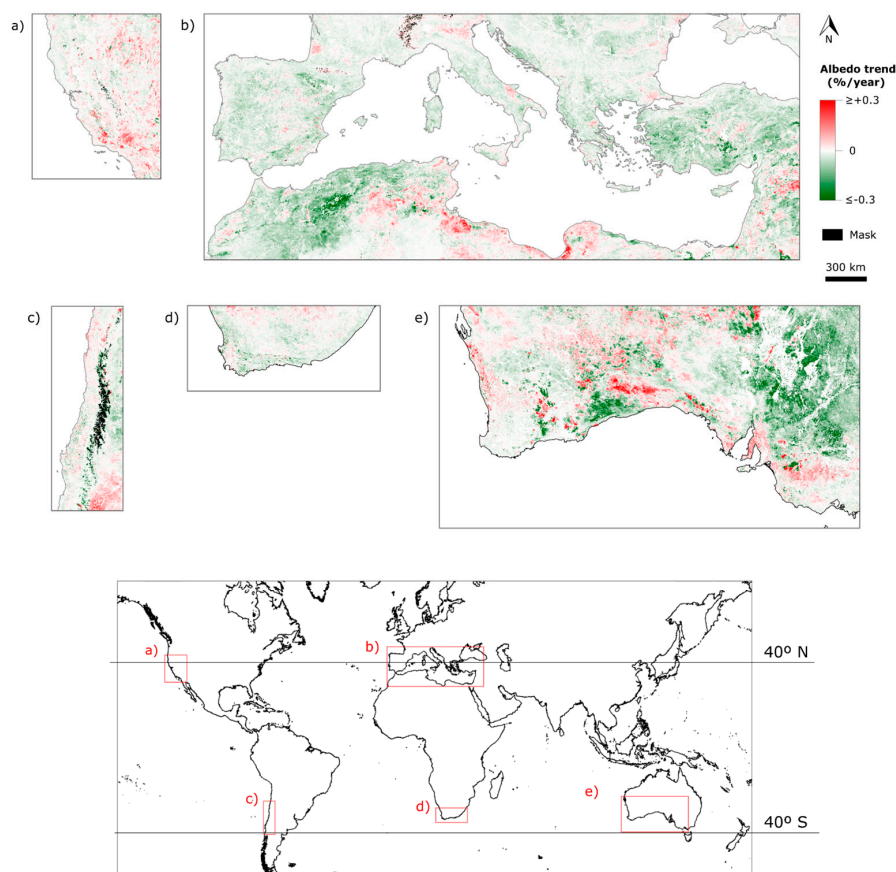 a)
b)
N
Albedo trend
(%/year)
≥+0.3
0
≤-0.3
Mask
300 km
c)
d)
e)
a)
b)
40º N
c)
d)
e)
40º S